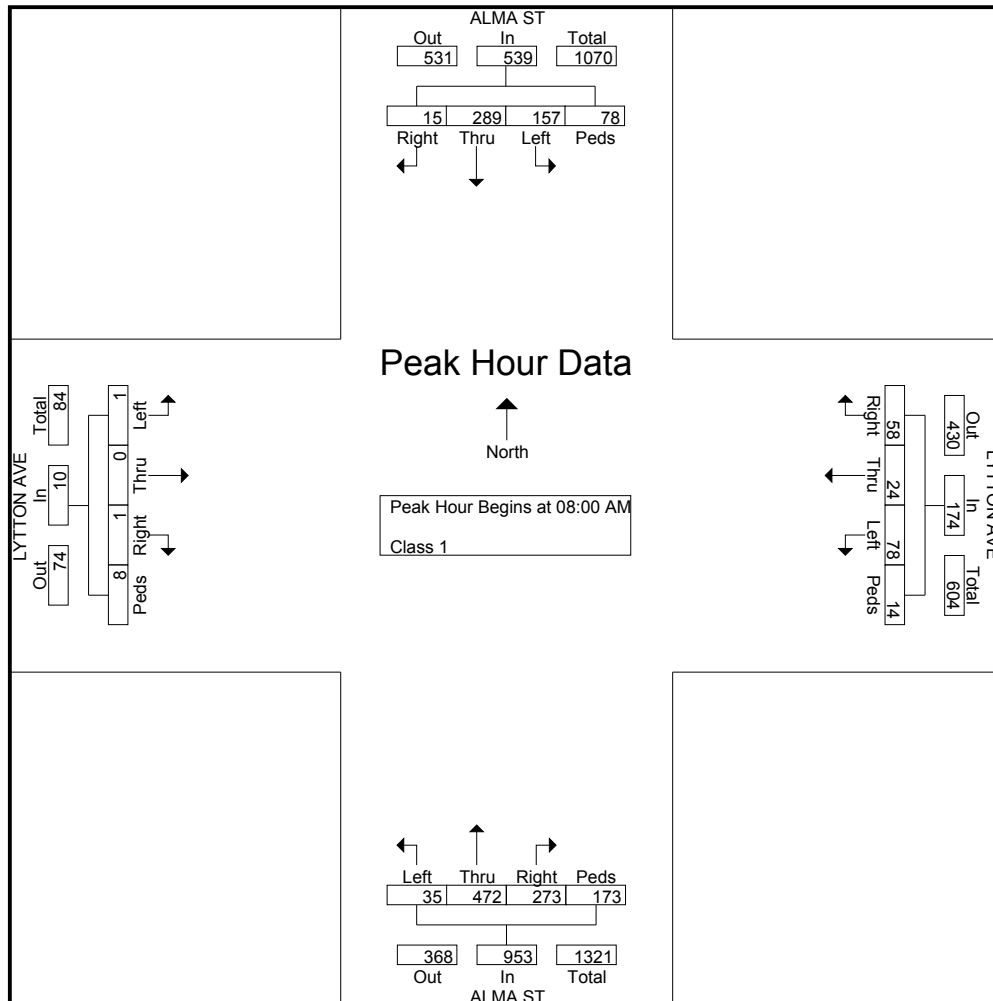 ALMA ST
Out In Total
531 539 1070
15 289 157 78
Right Thru Left Peds
Peak Hour Data
North
Peak Hour Begins at 08:00 AM
Class 1
LYTTON AVE
Total In Out
84 10 74
1 0 1 8
Left Thru Right Peds
Right Thru Left Peds
58 24 78 14
430 174 604
Out In Total
LYTTON AVE
Left Thru Right Peds
35 472 273 173
368 953 1321
Out In Total
ALMA ST